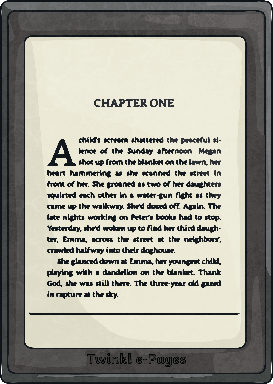 CHAPTER ONE
A child's scream shattered the peaceful si-
lence of the Sunday afternoon. Megan
shot up from the blanket on the lawn, her
heart hammering as she scanned the street in
front of her. She groaned as two of her daughters
squirted each other in a water-gun fight as they
came up the walkway. She'd dozed off. Again. The
late nights working on Peter's books had to stop.
Yesterday, she'd woken up to find her third daugh-
ter, Emma, across the street at the neighbors',
crawled halfway into their doghouse.
She glanced down at Emma, her youngest child,
playing with a dandelion on the blanket. Thank
God, she was still there. The three-year old gazed
in rapture at the sky.
Twinkl e-Pages